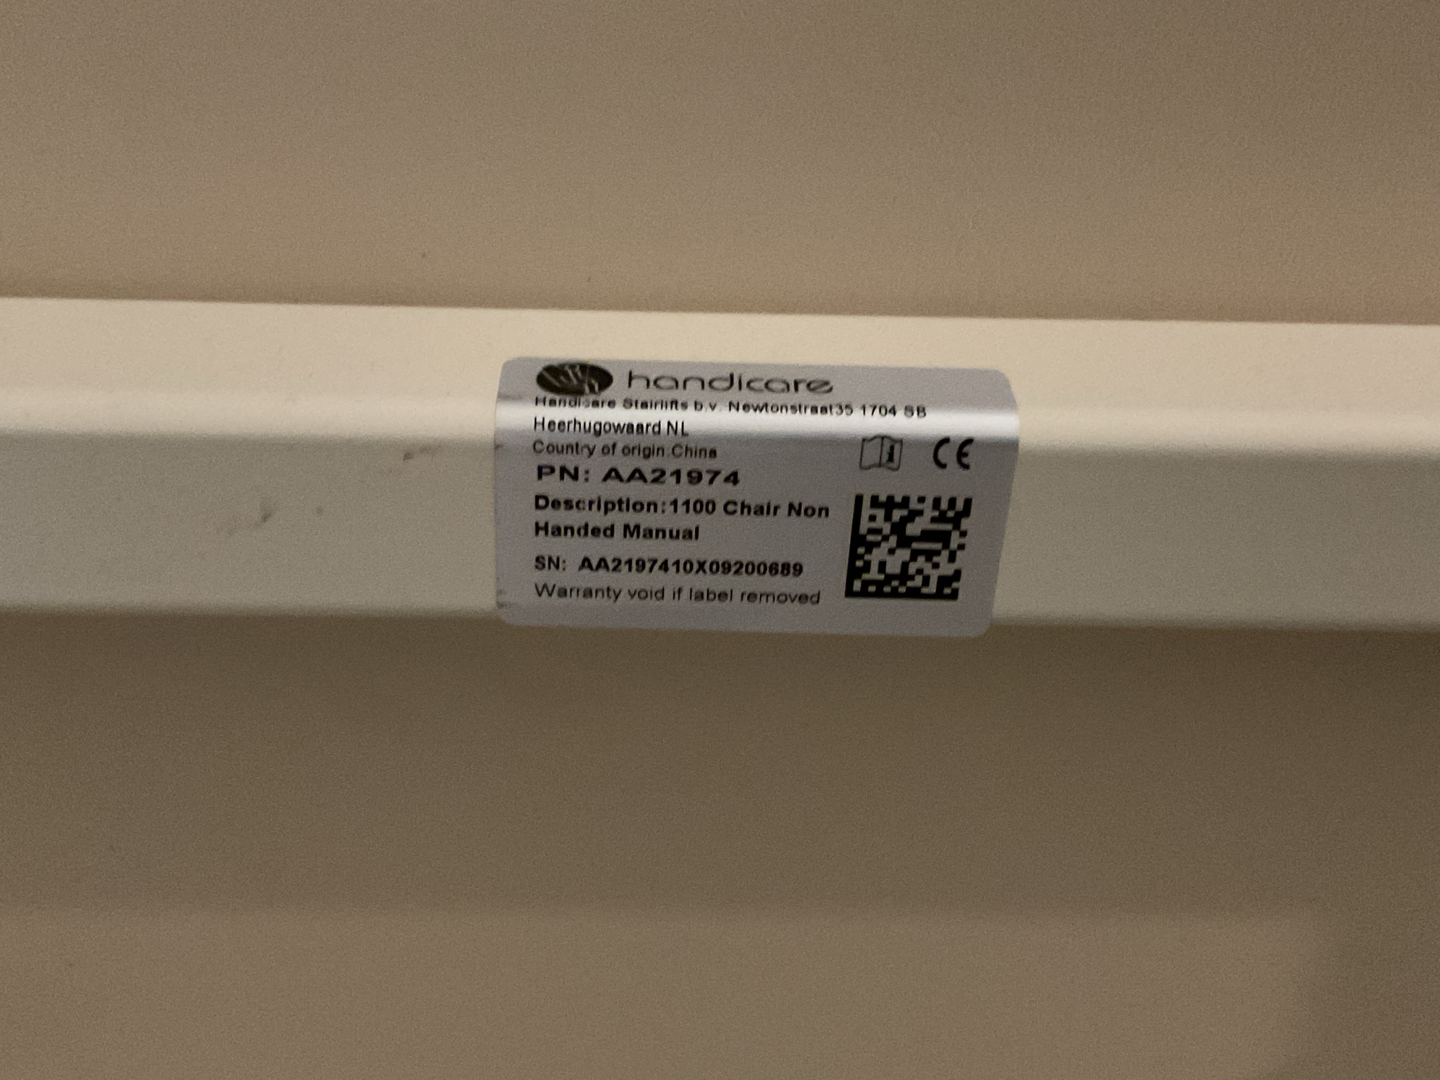 handicare
Handicare Stairlifts b.v. Newtonstraat35 1704 SB
Heerhugowaard NL
Country of origin:China
PN: AA21974
Description:1100 Chair Non
Handed Manual
SN: AA2197410X09200689
Warranty void if label removed
CE